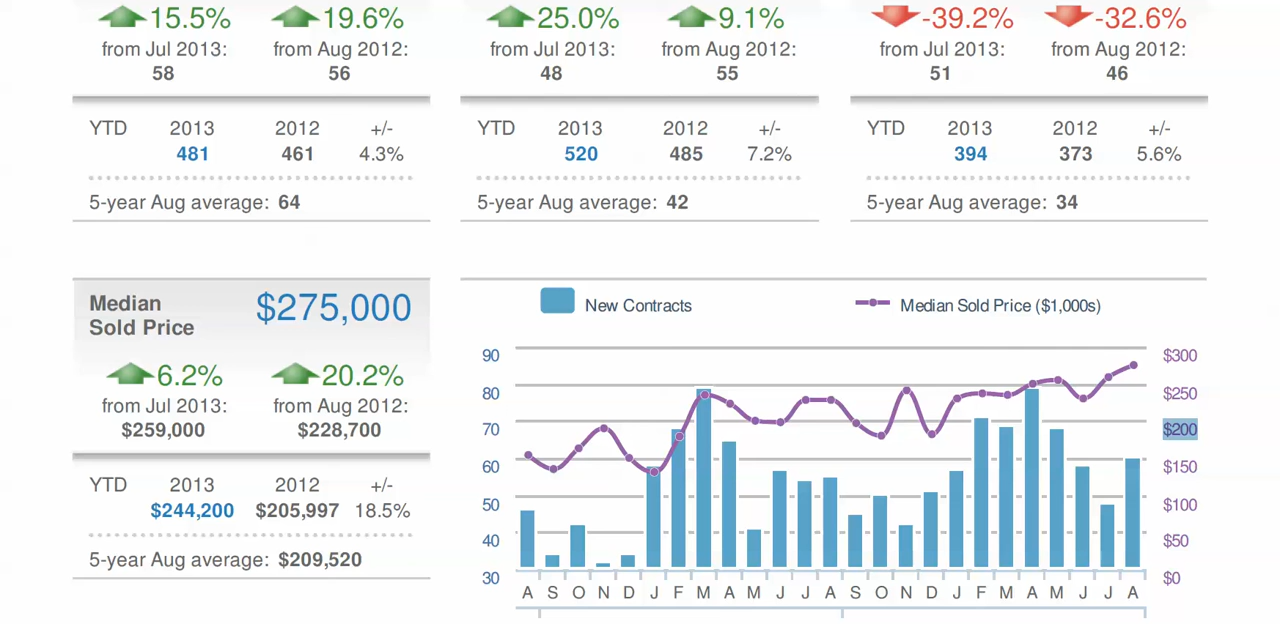 15.5% 19.6%
from Jul 2013: from Aug 2012:
58 56
YTD 2013 2012 +/-
481 461 4.3%
5-year Aug average: 64
25.0% 9.1%
from Jul 2013: from Aug 2012:
48 55
YTD 2013 2012 +/-
520 485 7.2%
5-year Aug average: 42
-39.2% -32.6%
from Jul 2013: from Aug 2012:
51 46
YTD 2013 2012 +/-
394 373 5.6%
5-year Aug average: 34
Median
Sold Price
$275,000
6.2% 20.2%
from Jul 2013: from Aug 2012:
$259,000 $228,700
YTD 2013 2012 +/-
$244,200 $205,997 18.5%
5-year Aug average: $209,520
New Contracts Median Sold Price ($1,000s)
90 $300
80 $250
70 $200
60 $150
50 $100
40 $50
30 $0
A S O N D J F M A M J J A S O N D J F M A M J J A